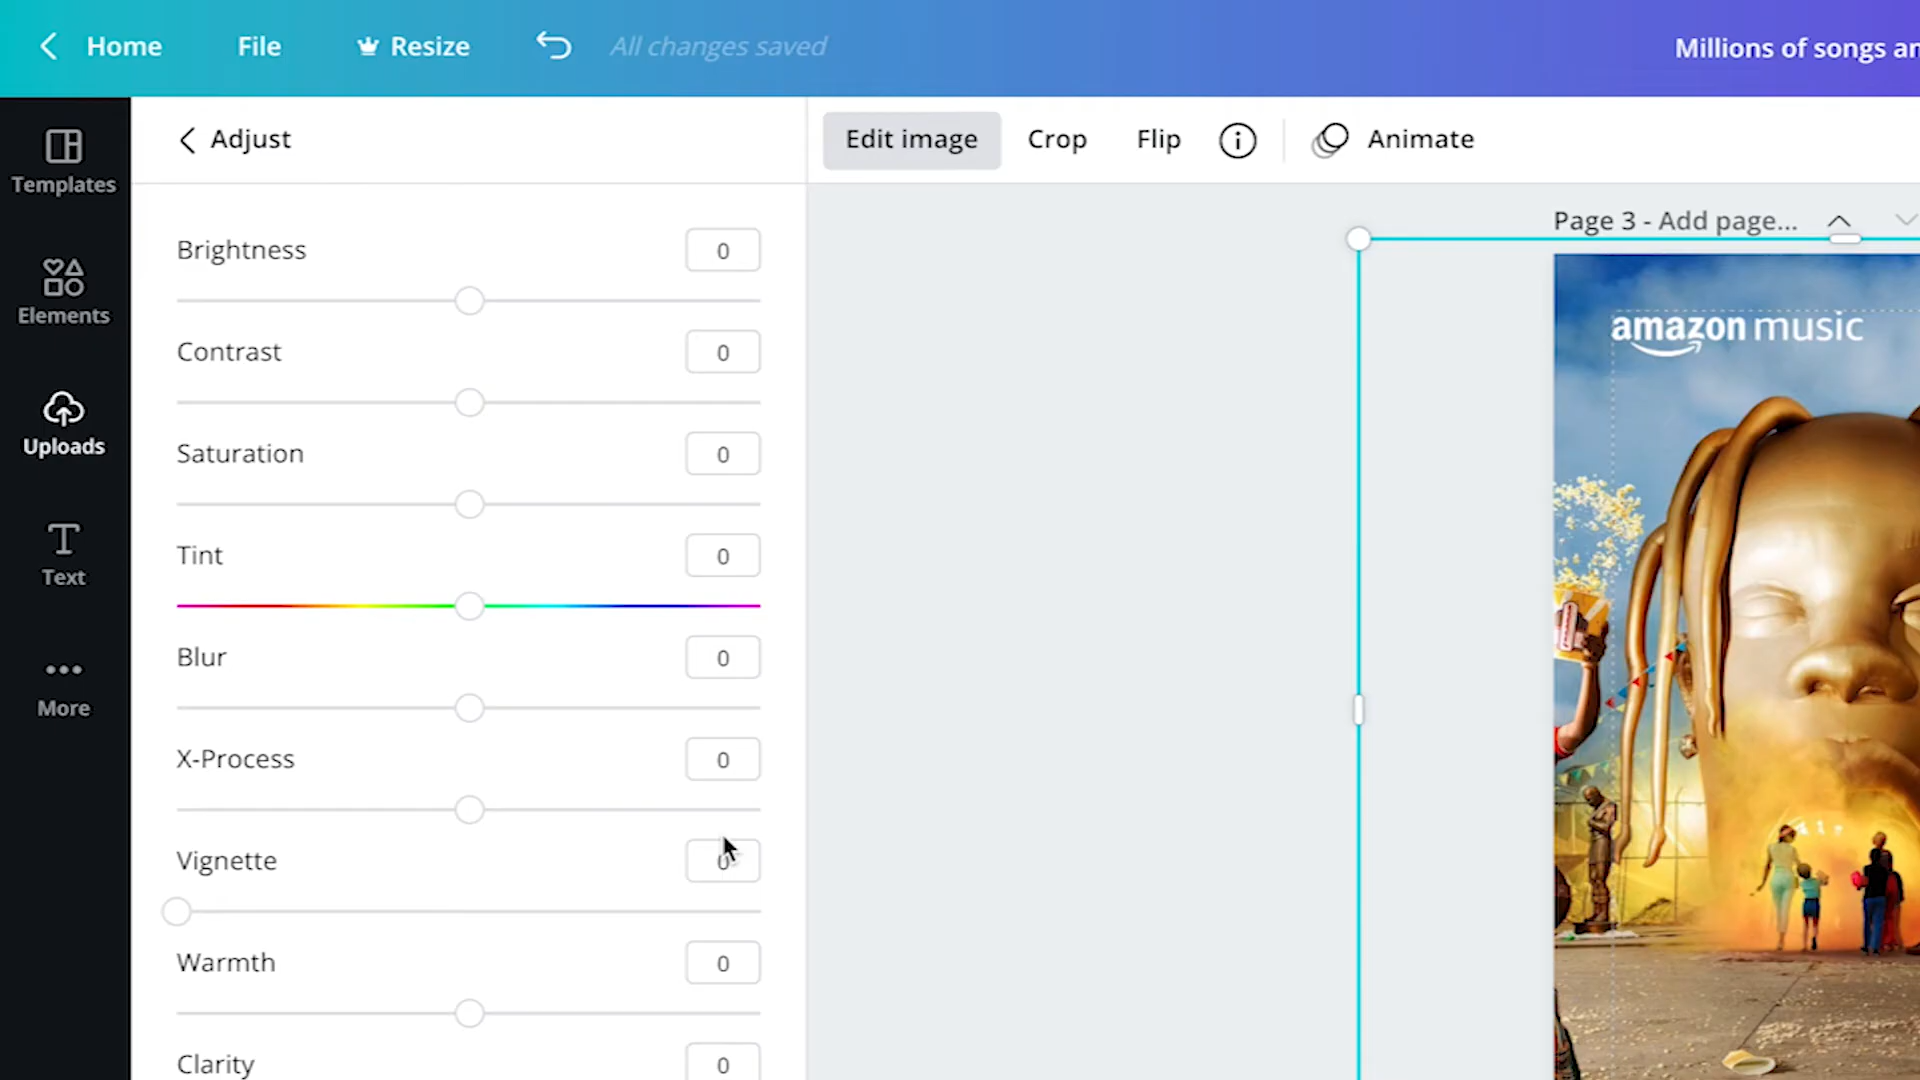 Home
File
Resize
All changes saved
Millions of songs an
Templates
Elements
Uploads
Text
More
Adjust
Brightness 0
Contrast 0
Saturation 0
Tint 0
Blur 0
X-Process 0
Vignette 0
Warmth 0
Clarity 0
Edit image
Crop
Flip
Animate
Page 3 - Add page...
amazon music